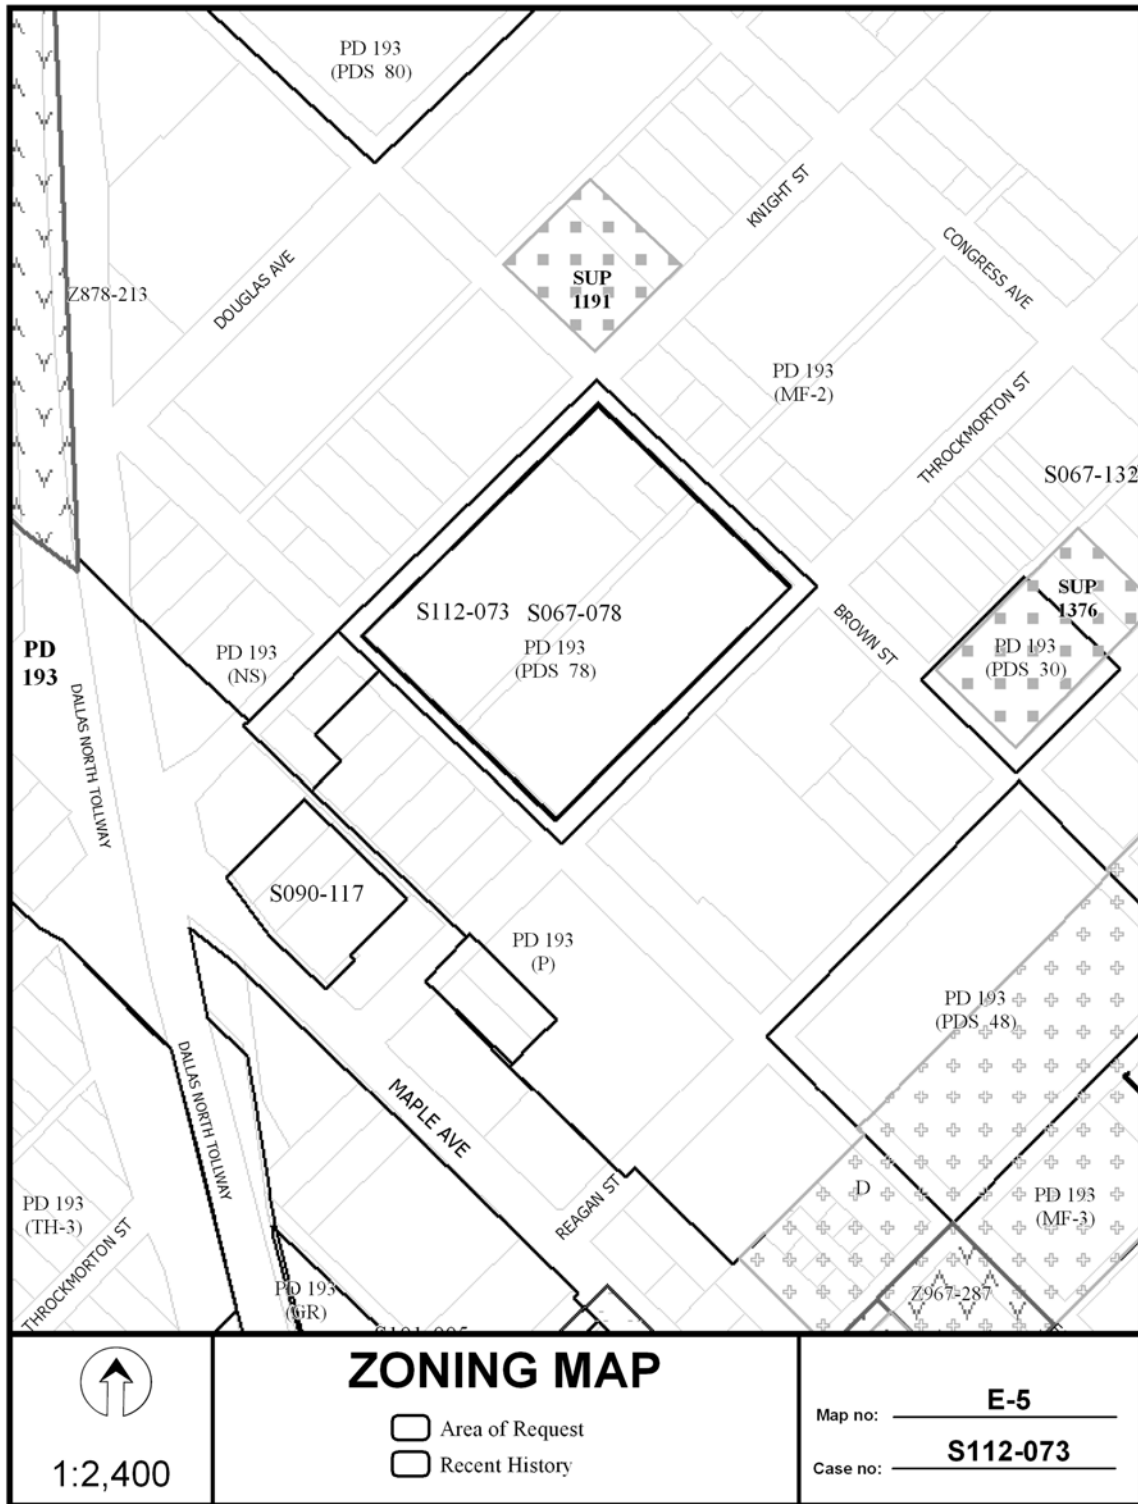 PD 193
(PDS 80)
KNIGHT ST
CONGRESS AVE
DOUGLAS AVE
SUP
1191
Z878-213
PD 193
(MF-2)
THROCKMORTON ST
S067-132
SUP
1376
S112-073 S067-078
PD 193
(PDS 78)
BROWN ST
PD 193
(PDS 30)
PD
193
PD 193
(NS)
DALLAS NORTH TOLLWAY
S090-117
PD 193
(P)
PD 193
(PDS 48)
MAPLE AVE
DALLAS NORTH TOLLWAY
D
PD 193
(MF-3)
PD 193
(TH-3)
THROCKMORTON ST
REAGAN ST
PD 193
(GR)
Z967-287
1:2,400
ZONING MAP
Area of Request
Recent History
Map no: E-5
Case no: S112-073